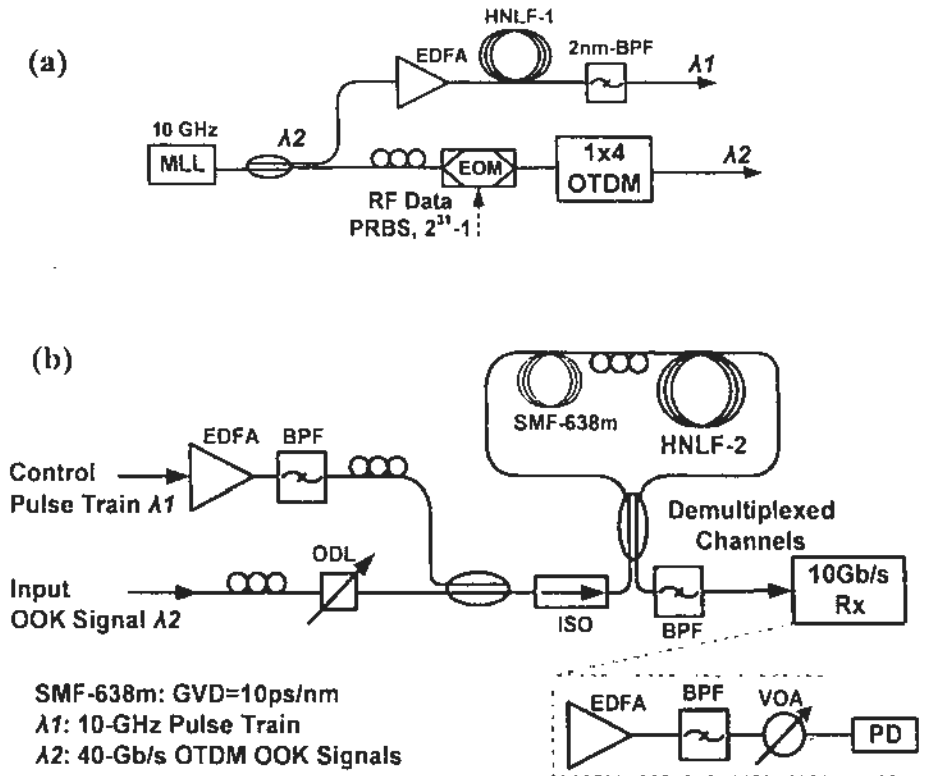 (a)
HNLF-1
EDFA
2nm-BPF
λ1
10 GHz
MLL
λ2
EOM
1x4
OTDM
λ2
RF Data
PRBS, 2³¹-1
(b)
SMF-638m
HNLF-2
EDFA
BPF
Control
Pulse Train λ1
Demultiplexed
Channels
ODL
Input
OOK Signal λ2
ISO
BPF
10Gb/s
Rx
SMF-638m: GVD=10ps/nm
λ1: 10-GHz Pulse Train
λ2: 40-Gb/s OTDM OOK Signals
EDFA
BPF
VOA
PD